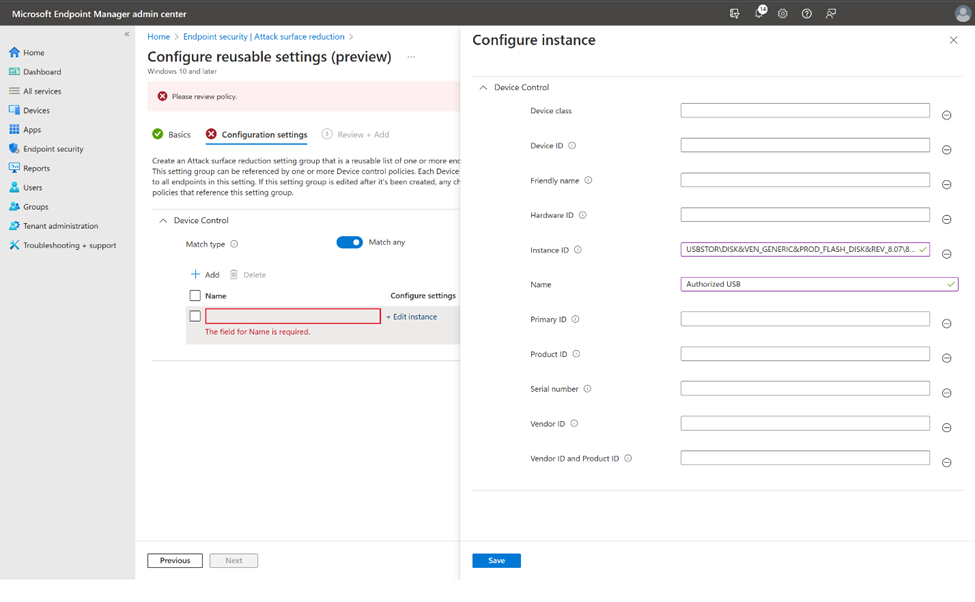 Microsoft Endpoint Manager admin center
14
«
Home
Dashboard
All services
Devices
Apps
Endpoint security
Reports
Users
Groups
Tenant administration
Troubleshooting + support
Home > Endpoint security | Attack surface reduction >
Configure reusable settings (preview) ...
Windows 10 and later
Please review policy.
Basics Configuration settings 3 Review + Add
Create an Attack surface reduction setting group that is a reusable list of one or more end
This setting group can be referenced by one or more Device control policies. Each Device
to all endpoints in this setting. If this setting group is edited after it's been created, any ch
policies that reference this setting group.
Device Control
Match type Match any
+ Add Delete
Name Configure settings
+ Edit instance
The field for Name is required.
Previous Next
Configure instance
Device Control
Device class
Device ID
Friendly name
Hardware ID
Instance ID USBSTOR\DISK&VEN_GENERIC&PROD_FLASH_DISK&REV_8.07\8...
Name Authorized USB
Primary ID
Product ID
Serial number
Vendor ID
Vendor ID and Product ID
Save